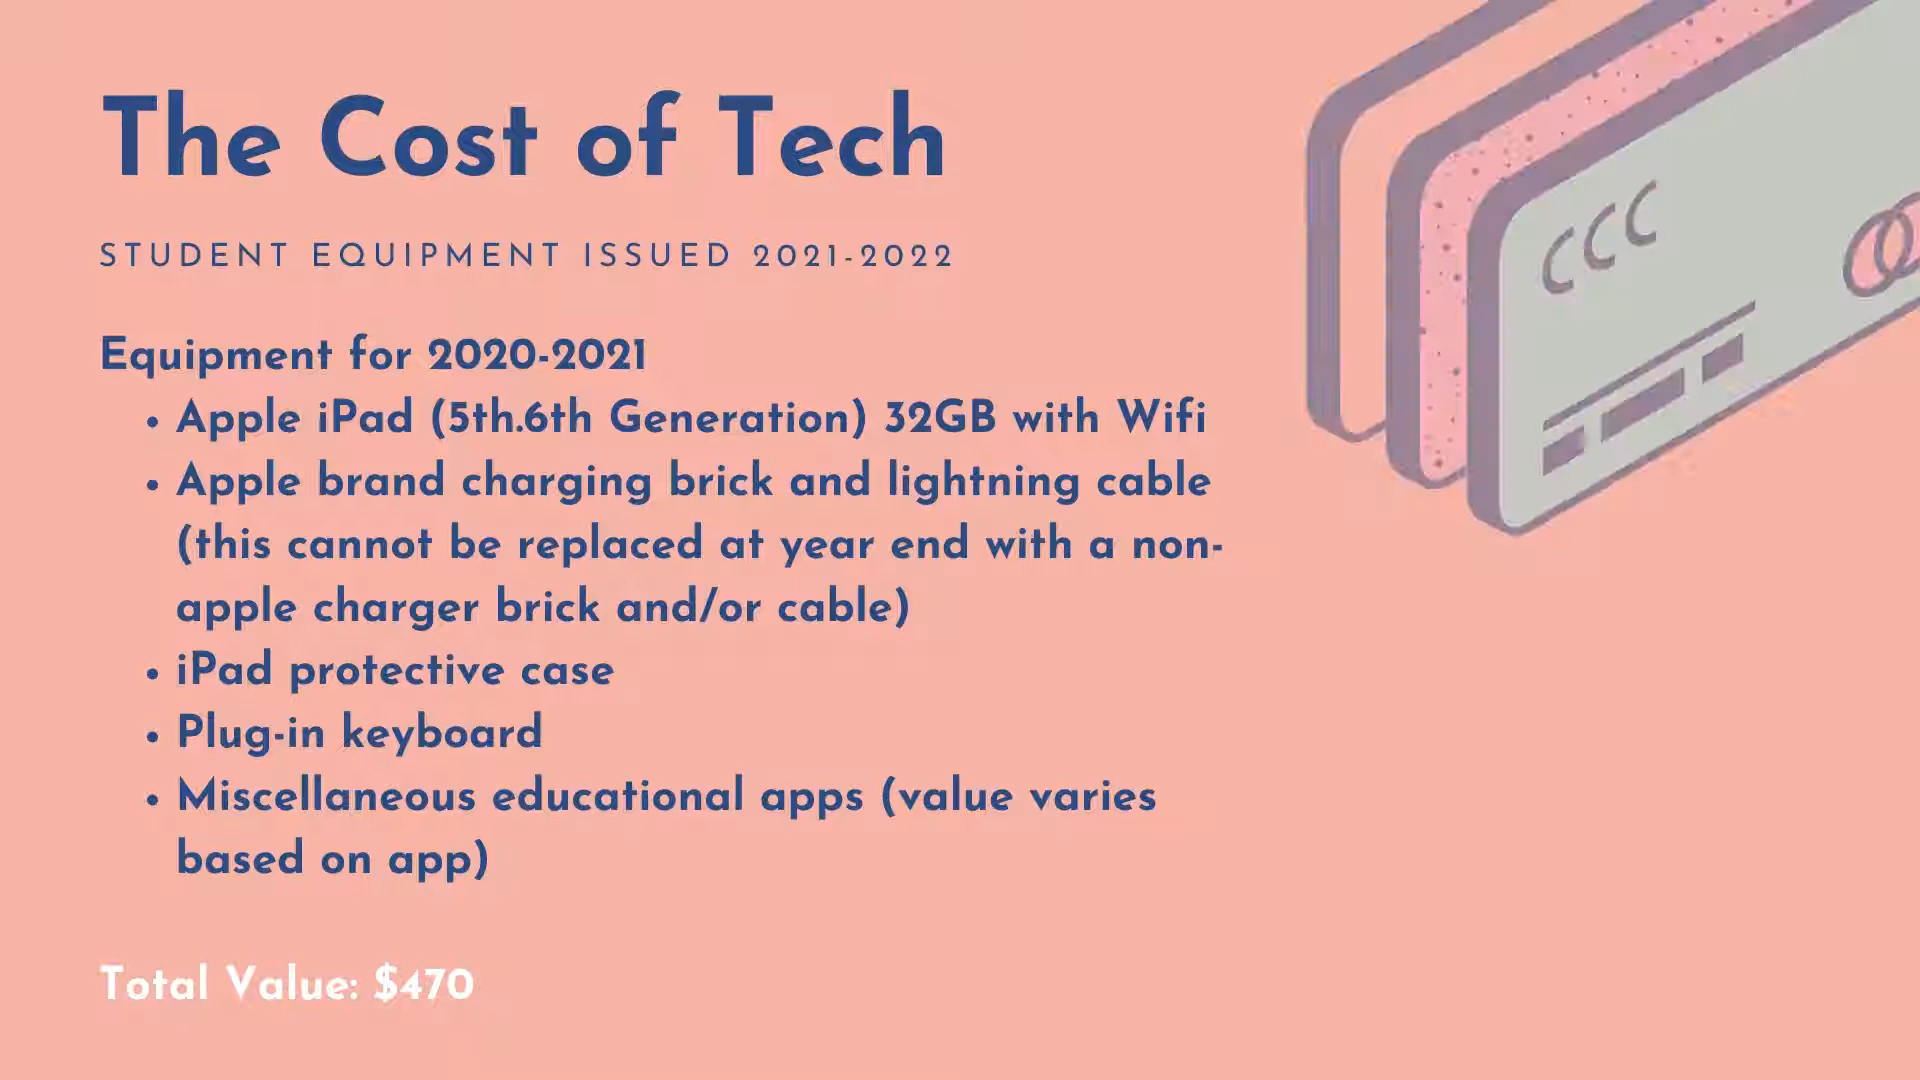 The Cost of Tech
STUDENT EQUIPMENT ISSUED 2021-2022
Equipment for 2020-2021
• Apple iPad (5th.6th Generation) 32GB with Wifi
• Apple brand charging brick and lightning cable
(this cannot be replaced at year end with a non-
apple charger brick and/or cable)
• iPad protective case
• Plug-in keyboard
• Miscellaneous educational apps (value varies
based on app)
Total Value: $470